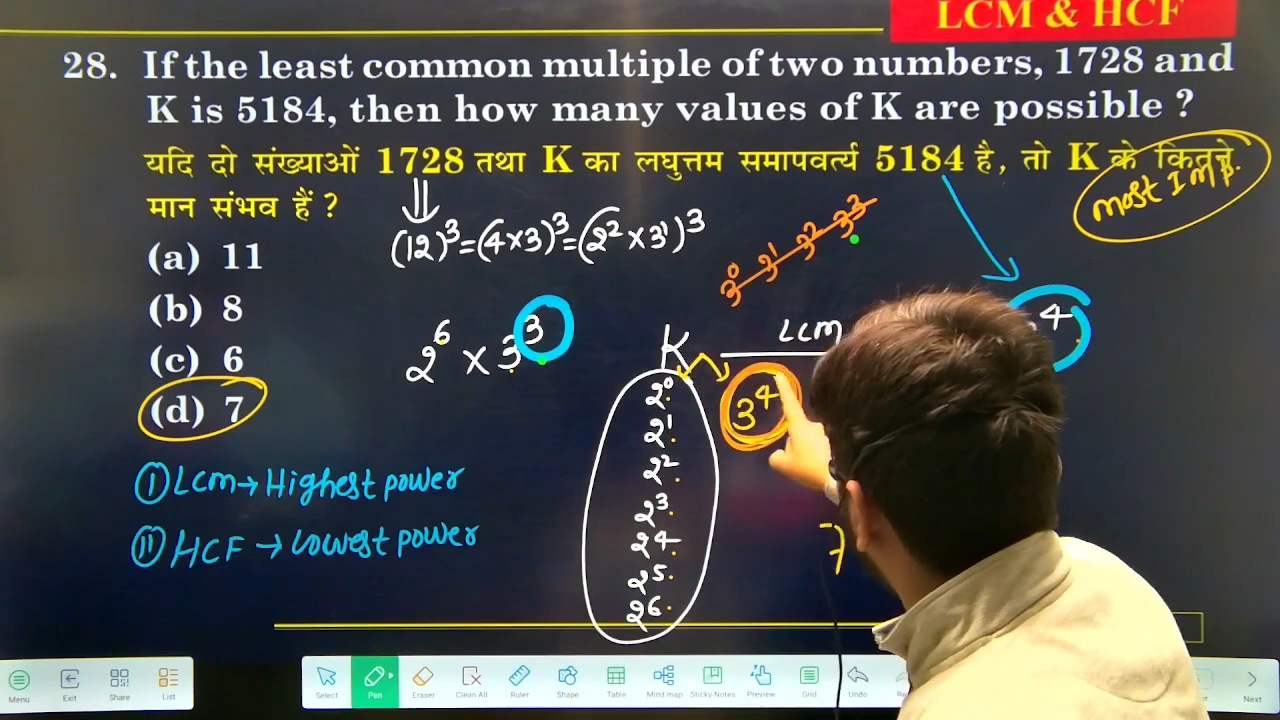 LCM & HCF
28. If the least common multiple of two numbers, 1728 and
K is 5184, then how many values of K are possible ?
यदि दो संख्याओं 1728 तथा K का लघुत्तम समापवर्त्य 5184 है, तो K के कितने
मान संभव हैं ?
most Imp.
(12)³=(4×3)³=(2²×3¹)³
3⁰ 3¹ 3² 3³
(a) 11
(b) 8
(c) 6
(d) 7
2⁶ × 3³
K
LCM
4
2⁰
3⁴
2¹
2²
2³
2⁴
2⁵
2⁶
7
① Lcm→Highest power
② HCF → Lowest power
Menu Exit Share List Select Pen Eraser Clean All Ruler Shape Table Mind map Sticky Notes Preview Grid Undo Next